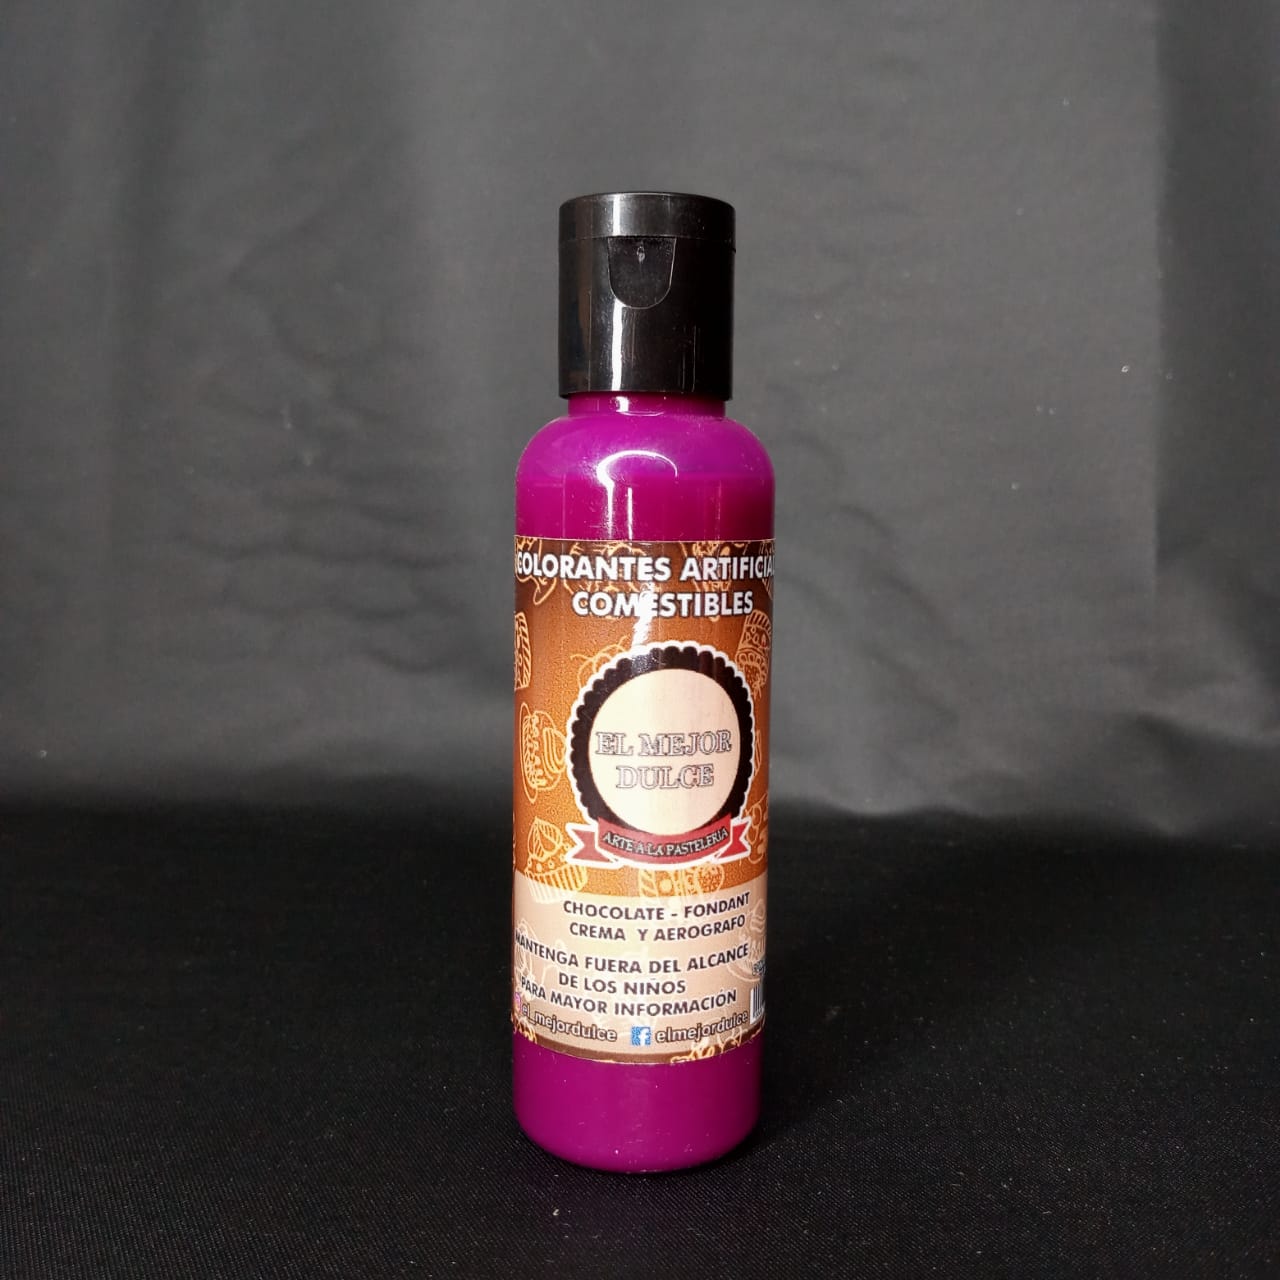 COLORANTES ARTIFICIA
COMESTIBLES
EL MEJOR
DULCE
ARTE A LA PASTELERIA
CHOCOLATE - FONDANT
CREMA Y AEROGRAFO
MANTENGA FUERA DEL ALCANCE
DE LOS NIÑOS
PARA MAYOR INFORMACIÓN
el_mejordulce elmejordulce